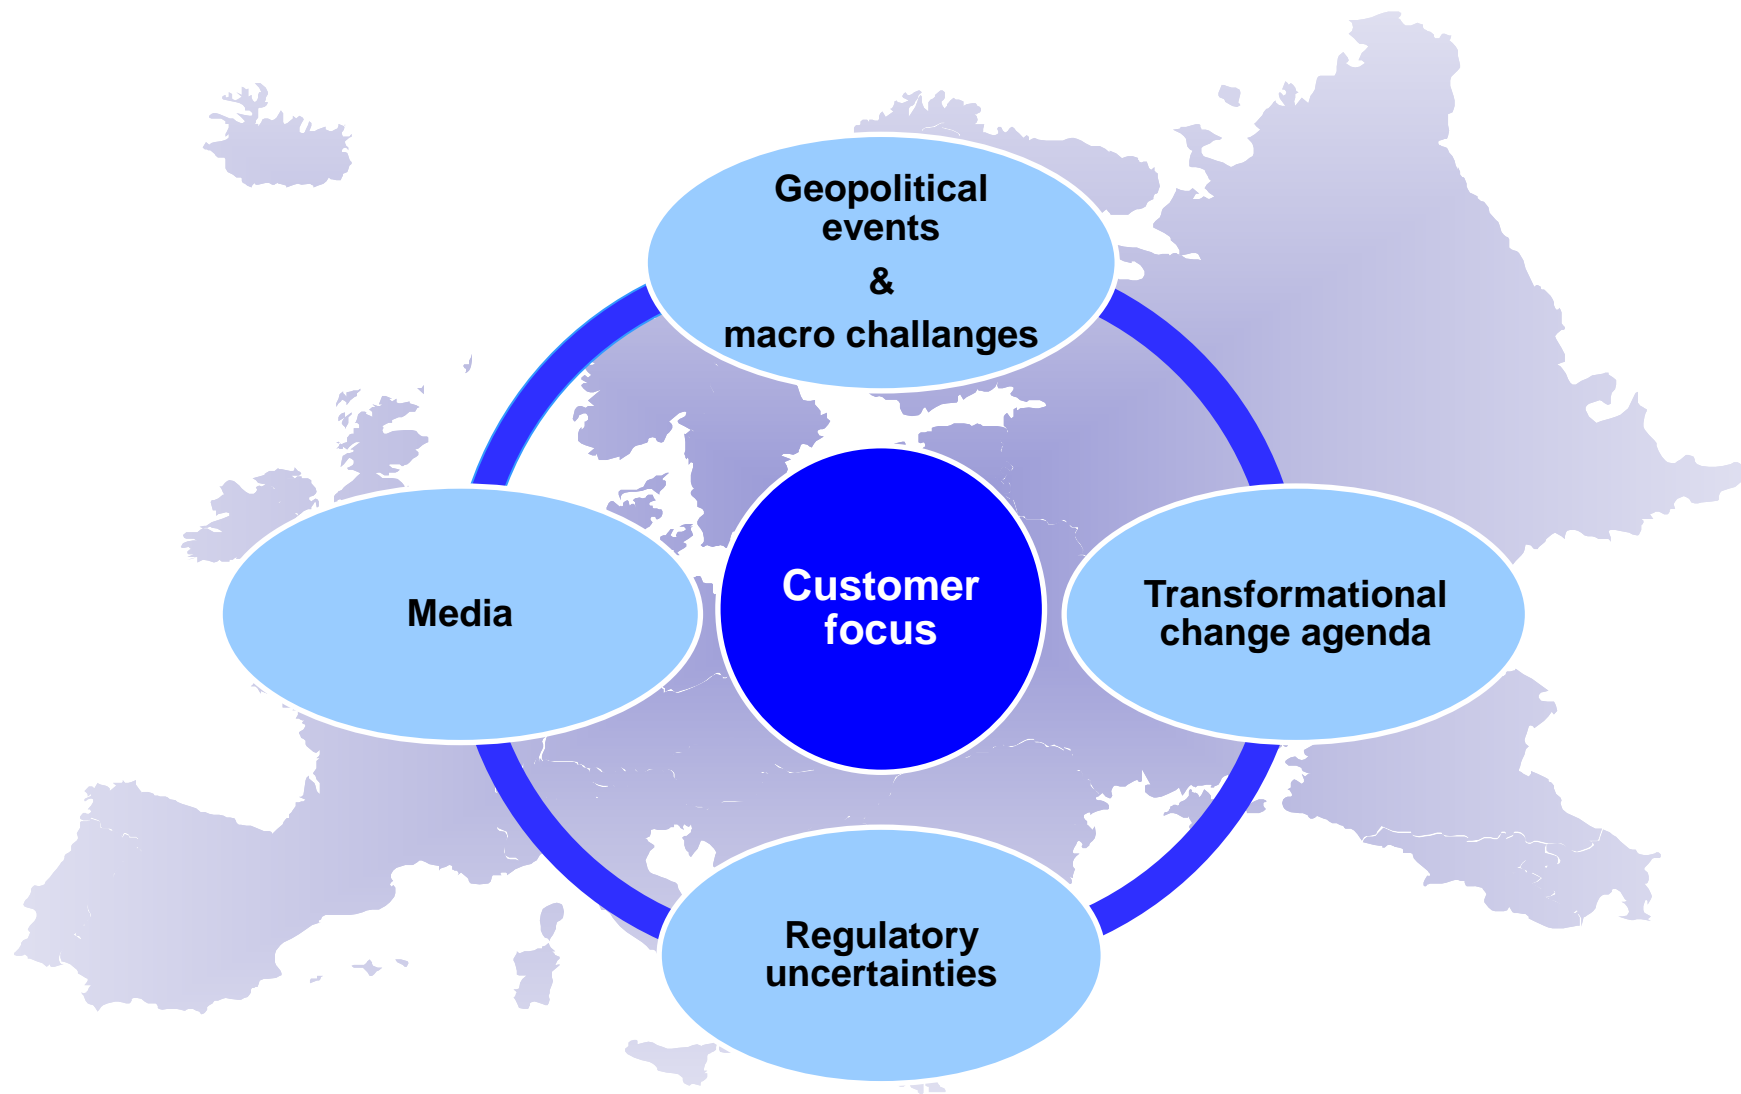 Geopolitical
events
&
macro challanges
Media
Customer
focus
Transformational
change agenda
Regulatory
uncertainties